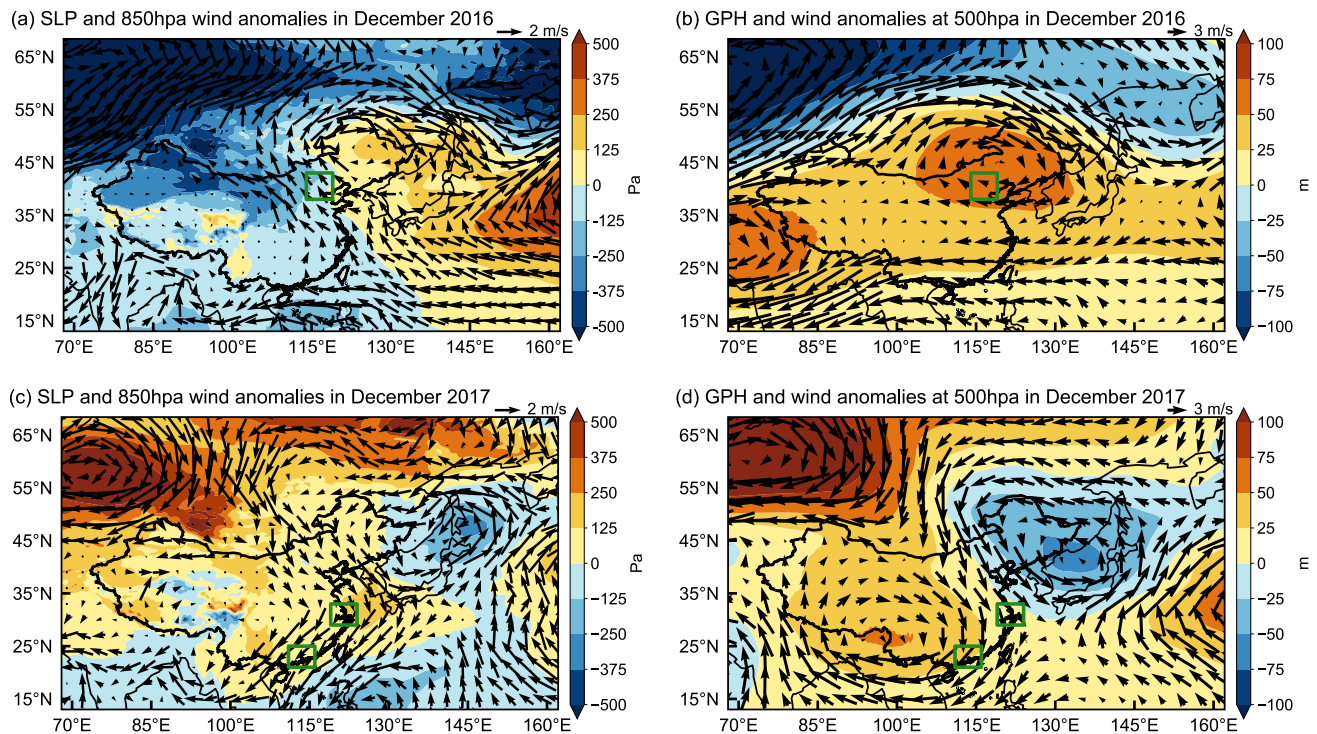 (a) SLP and 850hpa wind anomalies in December 2016
2 m/s
65°N
55°N
45°N
35°N
25°N
15°N
70°E 85°E 100°E 115°E 130°E 145°E 160°E
500
375
250
125
0
−125
−250
−375
−500
Pa
(b) GPH and wind anomalies at 500hpa in December 2016
3 m/s
65°N
55°N
45°N
35°N
25°N
15°N
70°E 85°E 100°E 115°E 130°E 145°E 160°E
100
75
50
25
0
−25
−50
−75
−100
m
(c) SLP and 850hpa wind anomalies in December 2017
2 m/s
65°N
55°N
45°N
35°N
25°N
15°N
70°E 85°E 100°E 115°E 130°E 145°E 160°E
500
375
250
125
0
−125
−250
−375
−500
Pa
(d) GPH and wind anomalies at 500hpa in December 2017
3 m/s
65°N
55°N
45°N
35°N
25°N
15°N
70°E 85°E 100°E 115°E 130°E 145°E 160°E
100
75
50
25
0
−25
−50
−75
−100
m